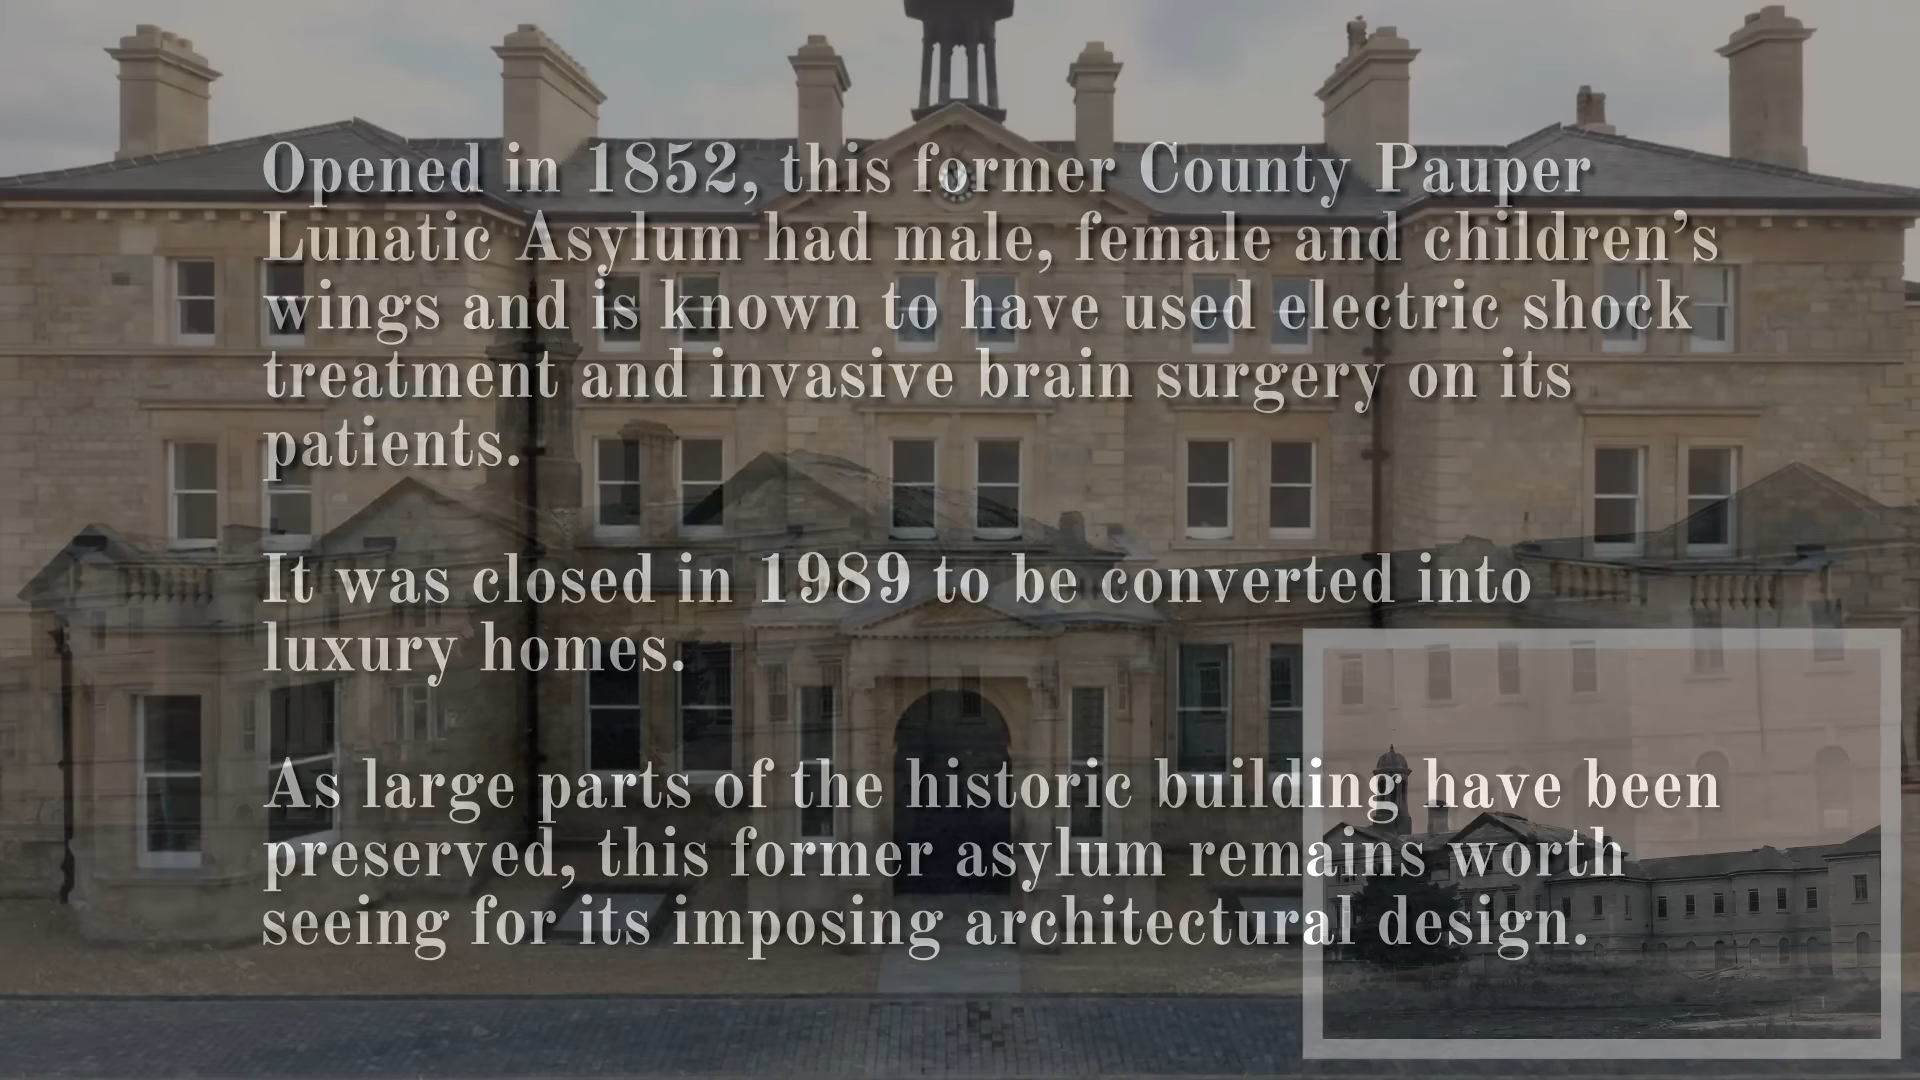 Opened in 1852, this former County Pauper
Lunatic Asylum had male, female and children’s
wings and is known to have used electric shock
treatment and invasive brain surgery on its
patients.
It was closed in 1989 to be converted into
luxury homes.
As large parts of the historic building have been
preserved, this former asylum remains worth
seeing for its imposing architectural design.